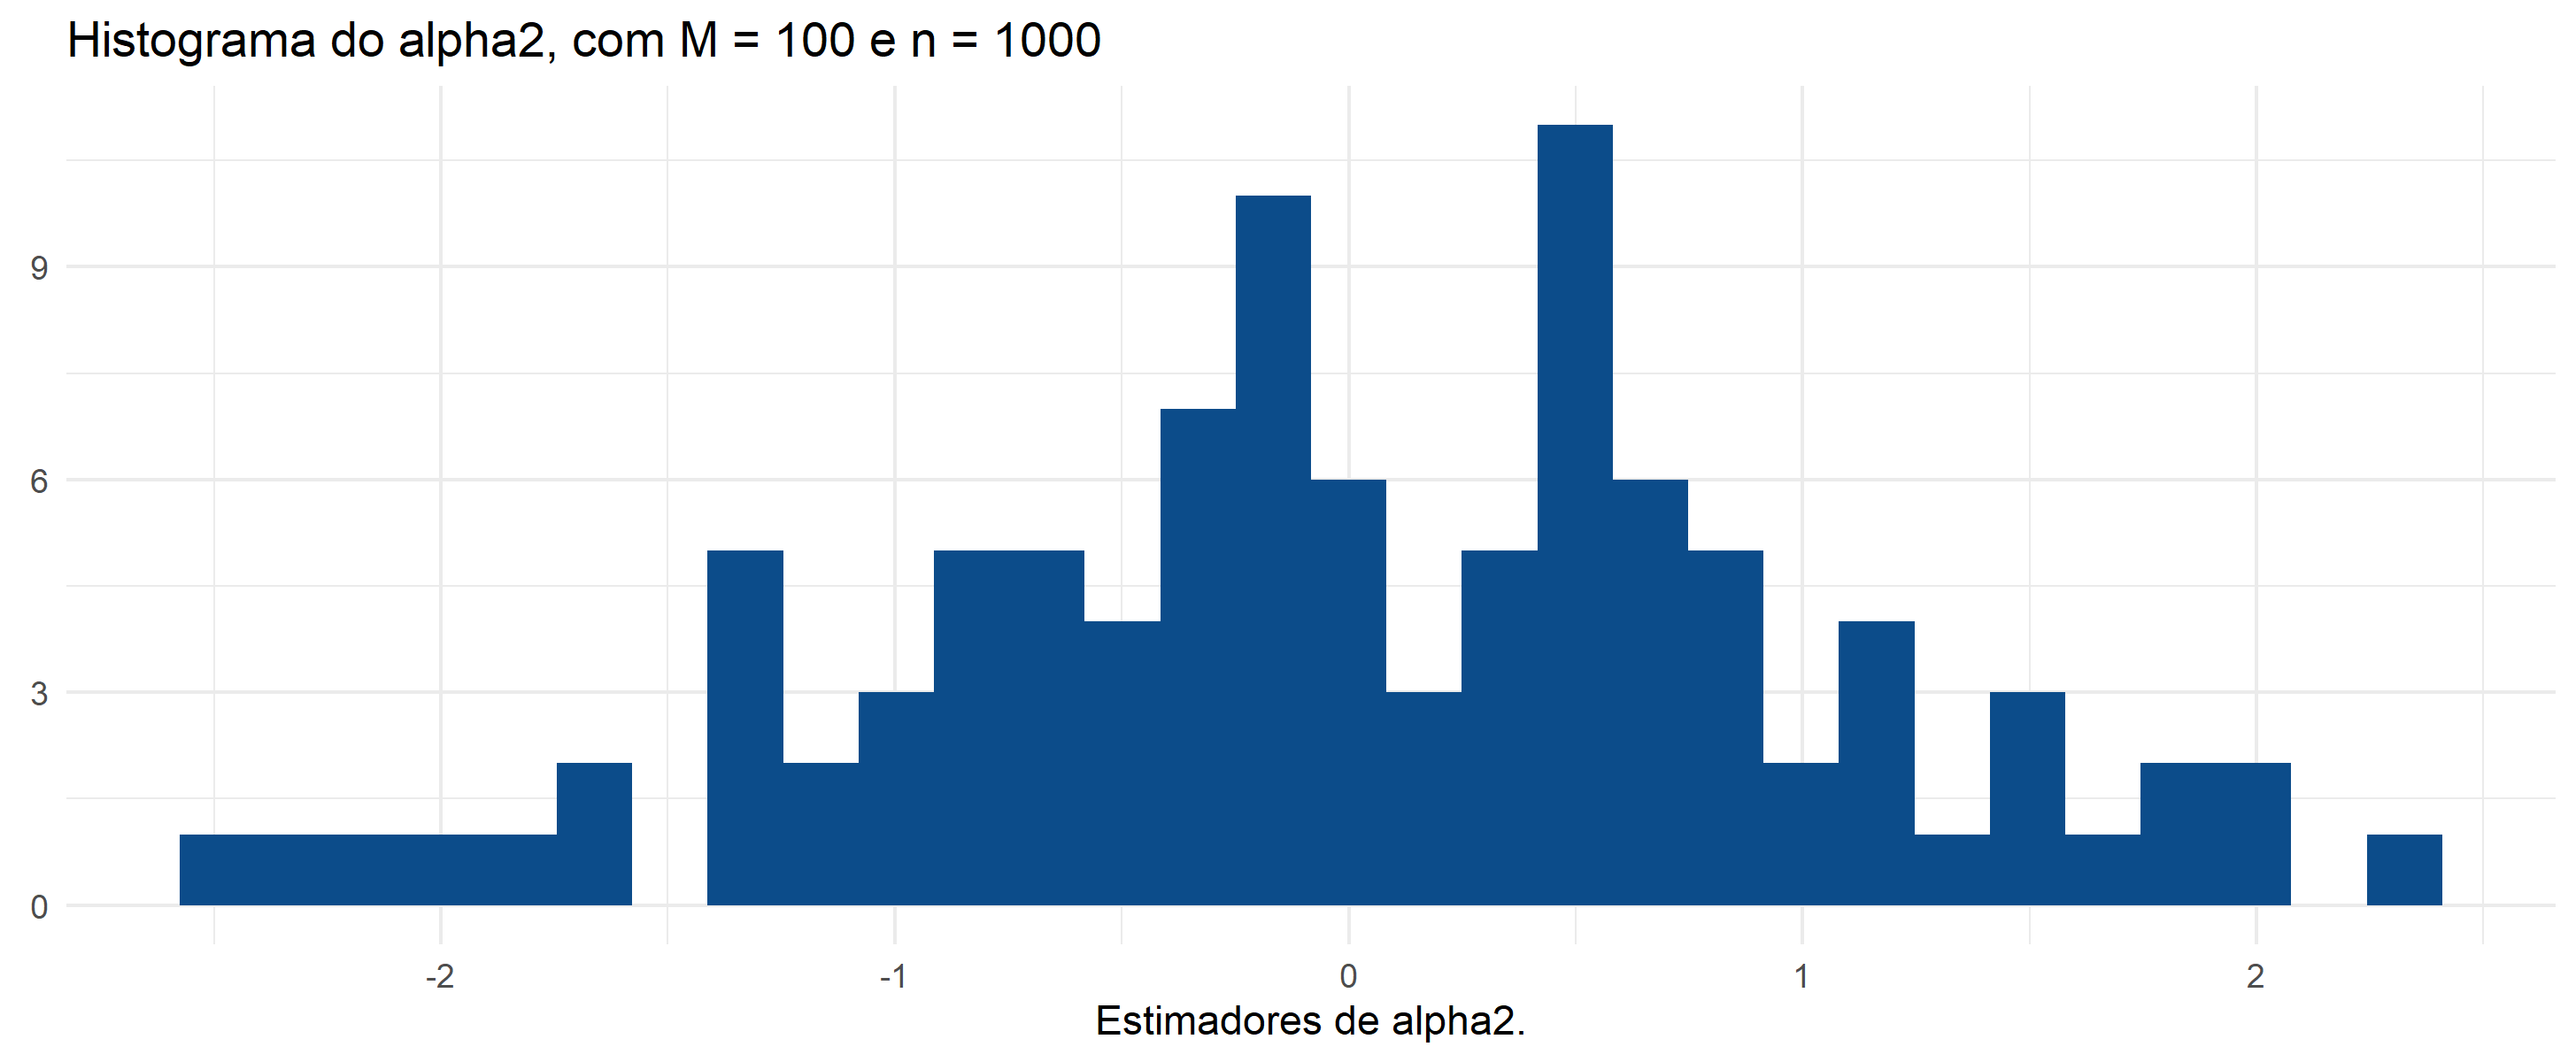 Histograma do alpha2, com M = 100 e n = 1000
9
6
3
0
-2 -1 0 1 2
Estimadores de alpha2.